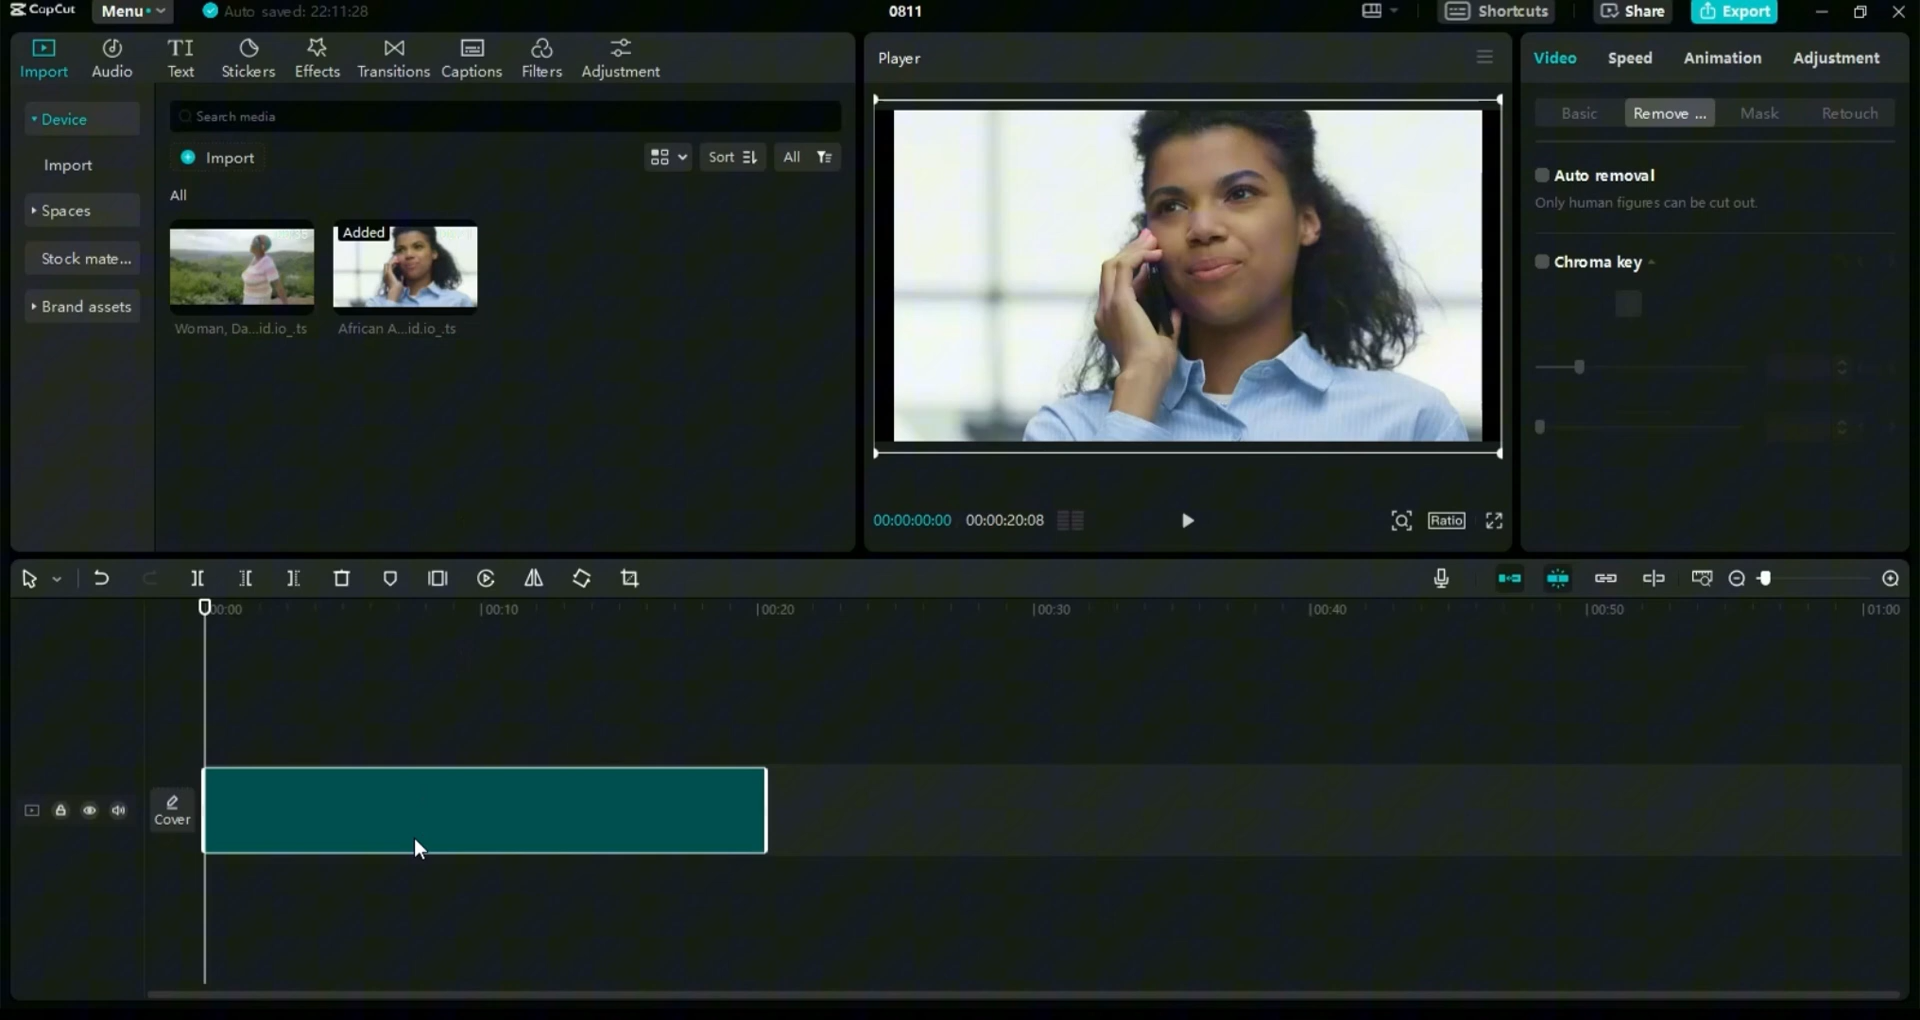 CapCut Menu Auto saved: 22:11:28 0811 Shortcuts Share Export
Import Audio Text Stickers Effects Transitions Captions Filters Adjustment
Device
Import
Spaces
Stock mate...
Brand assets
Search media
Import Sort All
All
Added
Woman, Da...id.io_.ts African A...id.io_.ts
Player
00:00:00:00 00:00:20:08 Ratio
Video Speed Animation Adjustment
Basic Remove ... Mask Retouch
Auto removal
Only human figures can be cut out.
Chroma key
00:00 00:10 00:20 00:30 00:40 00:50 01:00
Cover